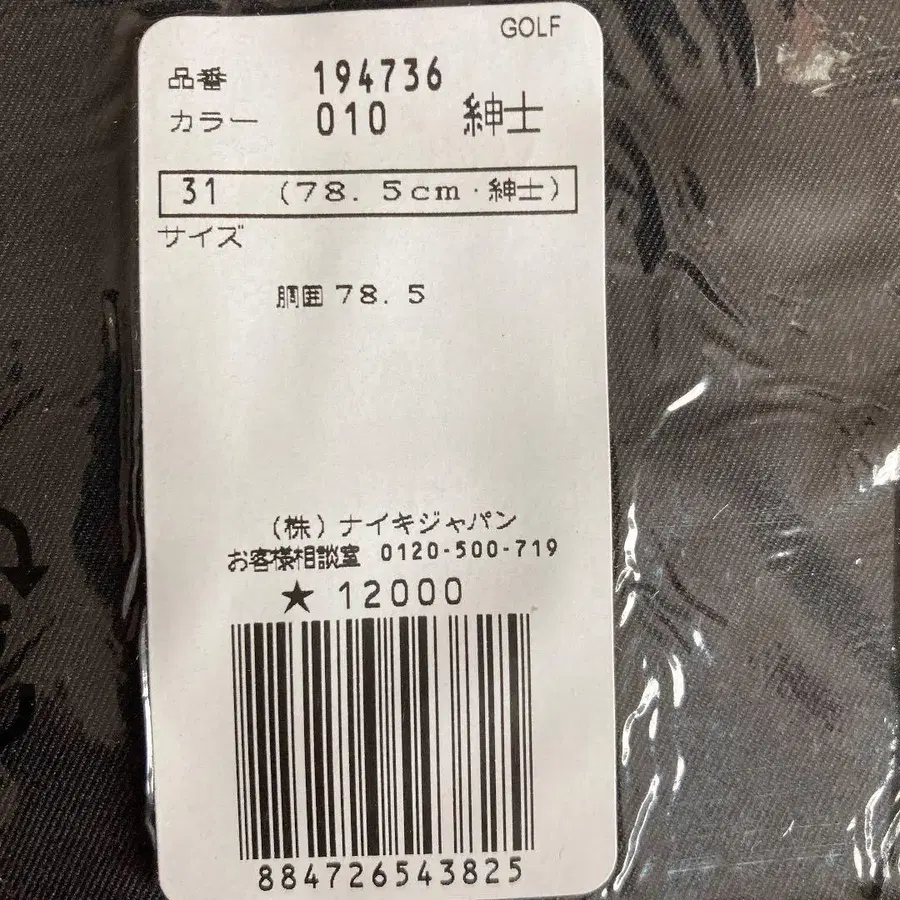 GOLF
品番 194736
カラー 010 紳士
31 (78.5cm・紳士)
サイズ
胴囲78.5
(株)ナイキジャパン
お客様相談室 0120-500-719
★12000
884726543825